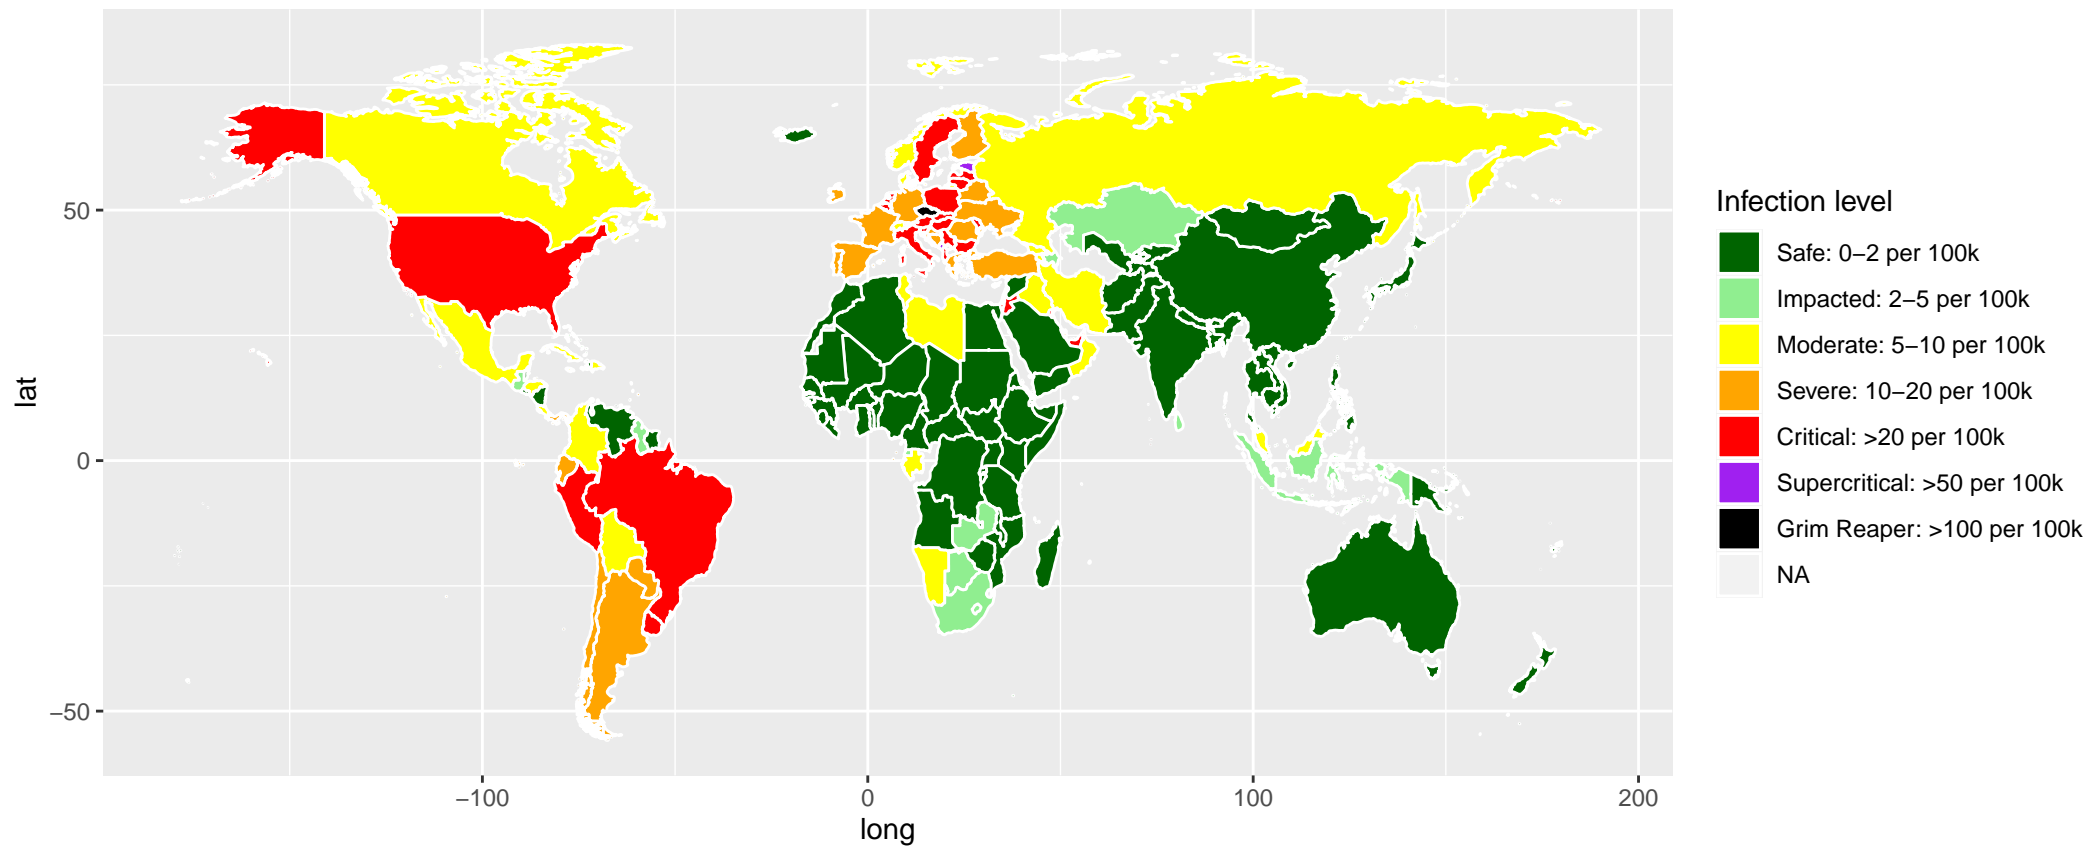 50
0
−50
lat
−100
0
100
200
long
Infection level
Safe: 0−2 per 100k
Impacted: 2−5 per 100k
Moderate: 5−10 per 100k
Severe: 10−20 per 100k
Critical: >20 per 100k
Supercritical: >50 per 100k
Grim Reaper: >100 per 100k
NA